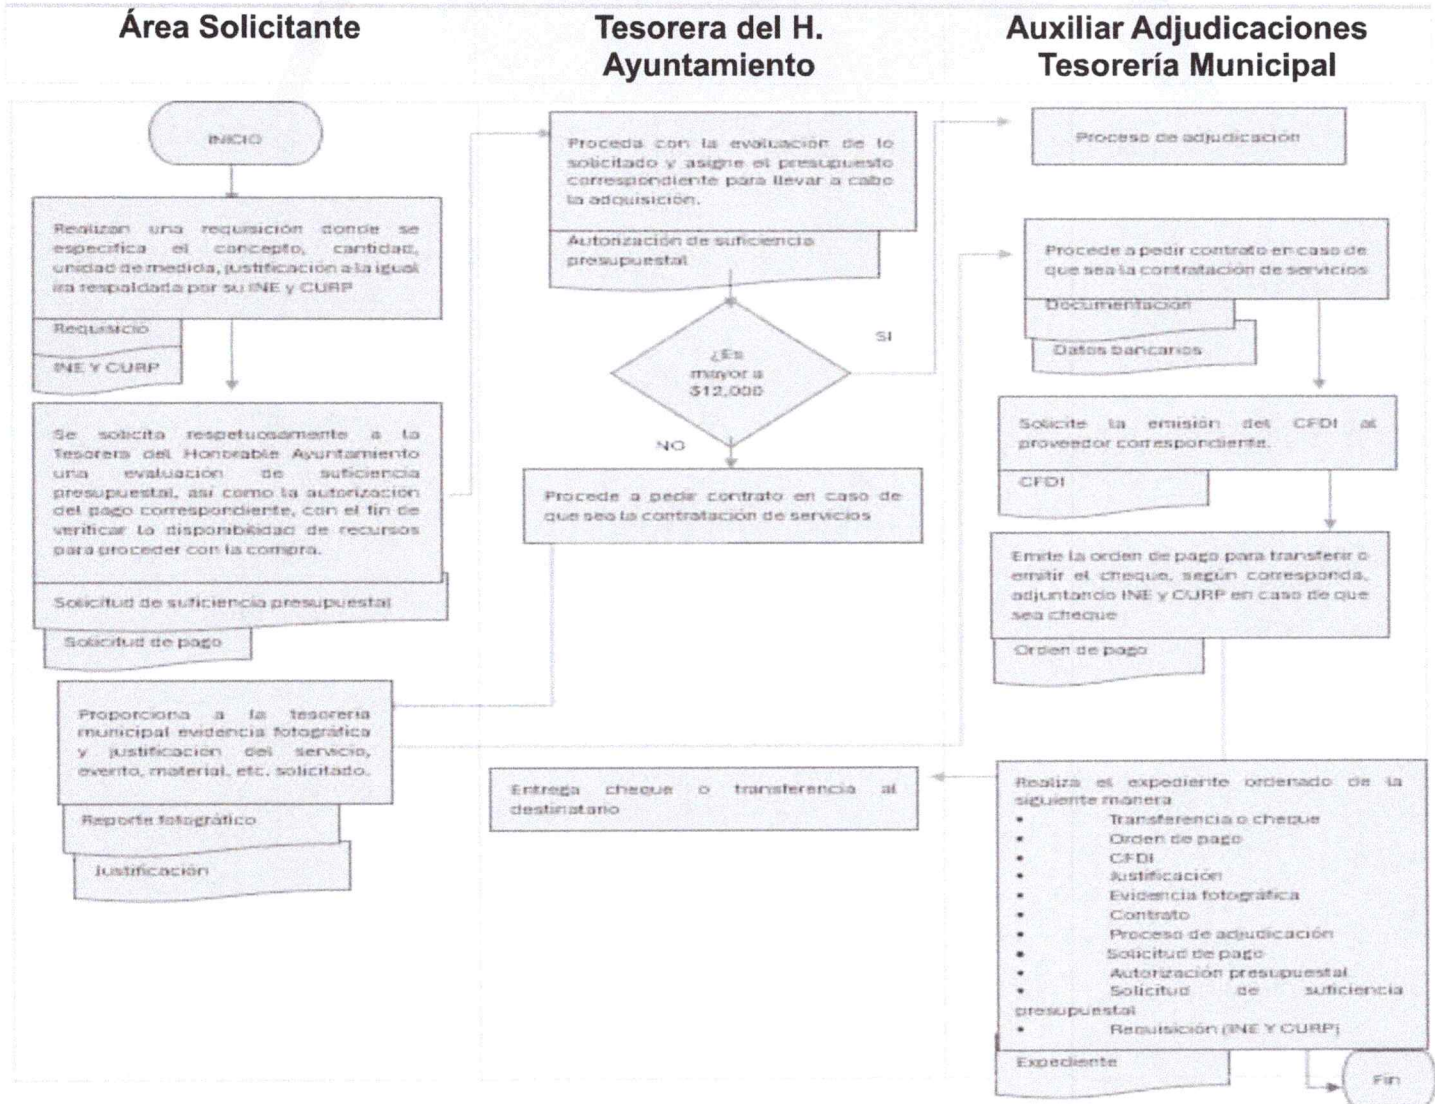 Área Solicitante
Tesorera del H.
Ayuntamiento
Auxiliar Adjudicaciones
Tesorería Municipal
INICIO
Realizan una requisición donde se
especifica el concepto, cantidad,
unidad de medida, justificación a la igual
ira respaldada por su INE y CURP
Requisicio
INE Y CURP
Se solicita respetuosamente a la
Tesorera del Honorable Ayuntamiento
una evaluación de suficiencia
presupuestal, así como la autorización
del pago correspondiente, con el fin de
verificar la disponibilidad de recursos
para proceder con la compra.
Solicitud de suficiencia presupuestal
Solicitud de pago
Proporciona a la tesoreria
municipal evidencia fotográfica
y justificación del servicio,
evento, material, etc. solicitado.
Reporte fotográfico
Justificación
Proceda con la evaluación de lo
solicitado y asigne el presupuesto
correspondiente para llevar a cabo
la adquisición.
Autorización de suficiencia
presupuestal
¿Es
mayor a
$12,000
SI
NO
Procede a pedir contrato en caso de
que sea la contratación de servicios
Entrega cheque o transferencia al
destinatario
Proceso de adjudicación
Procede a pedir contrato en caso de
que sea la contratación de servicios
Documentación
Datos bancarios
Solicite la emisión del CFDI al
proveedor correspondiente.
CFDI
Emite la orden de pago para transferir o
emitir el cheque, según corresponda,
adjuntando INE y CURP en caso de que
sea cheque
Orden de pago
Realiza el expediente ordenado de la
siguiente manera
• Transferencia o cheque
• Orden de pago
• CFDI
• Justificación
• Evidencia fotográfica
• Contrato
• Proceso de adjudicación
• Solicitud de pago
• Autorización presupuestal
• Solicitud de suficiencia
presupuestal
• Requisición (INE Y CURP)
Expediente
Fin